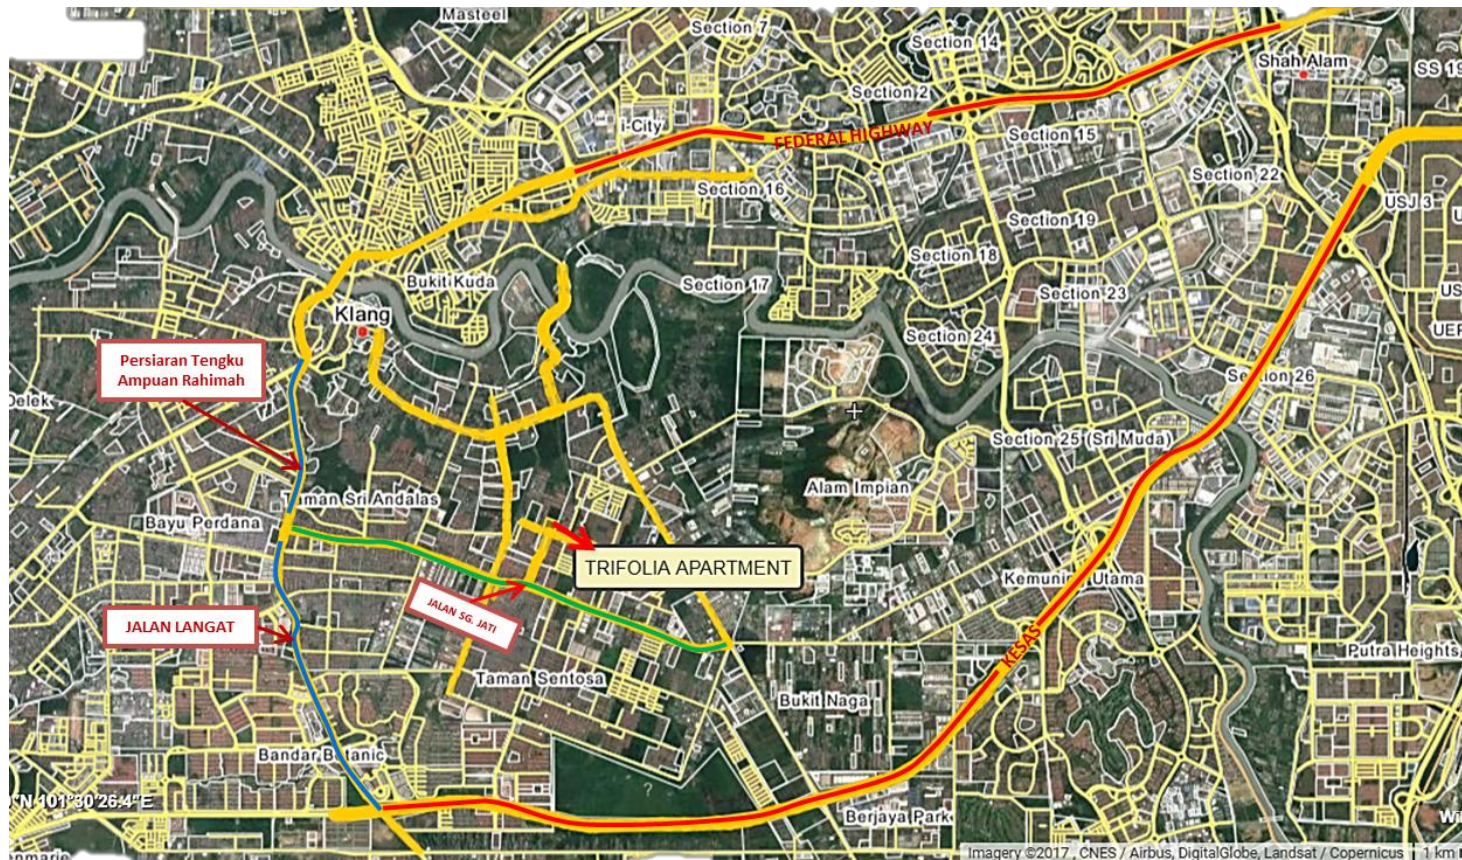 Masteel
Section 7
Section 14
Shah Alam
SS 19
Section 2
i-City
FEDERAL HIGHWAY
Section 15
Section 16
Section 22
USJ 3
Section 19
Section 18
Bukit Kuda
Section 17
Section 23
US
Klang
UEP
Section 24
Persiaran Tengku
Ampuan Rahimah
Section 26
Delek
Section 25 (Sri Muda)
Alam Impian
Taman Sri Andalas
Bayu Perdana
TRIFOLIA APARTMENT
Kemuning Utama
JALAN SG. JATI
JALAN LANGAT
KESAS
Putra Heights
Taman Sentosa
Bukit Naga
Bandar Botanic
?
"N 101°30'26.4"E
Berjaya Park
Imagery ©2017 , CNES / Airbus, DigitalGlobe, Landsat / Copernicus
1 km